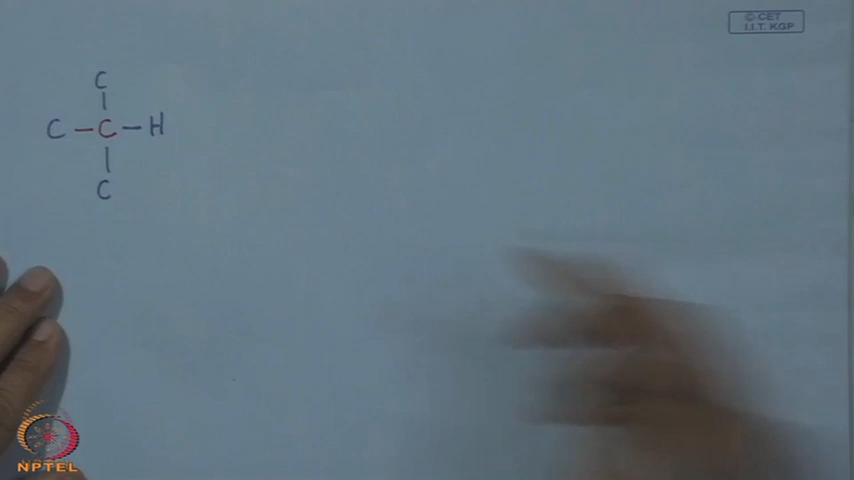 © CET
I.I.T. KGP
C
|
C – C – H
|
C
NPTEL